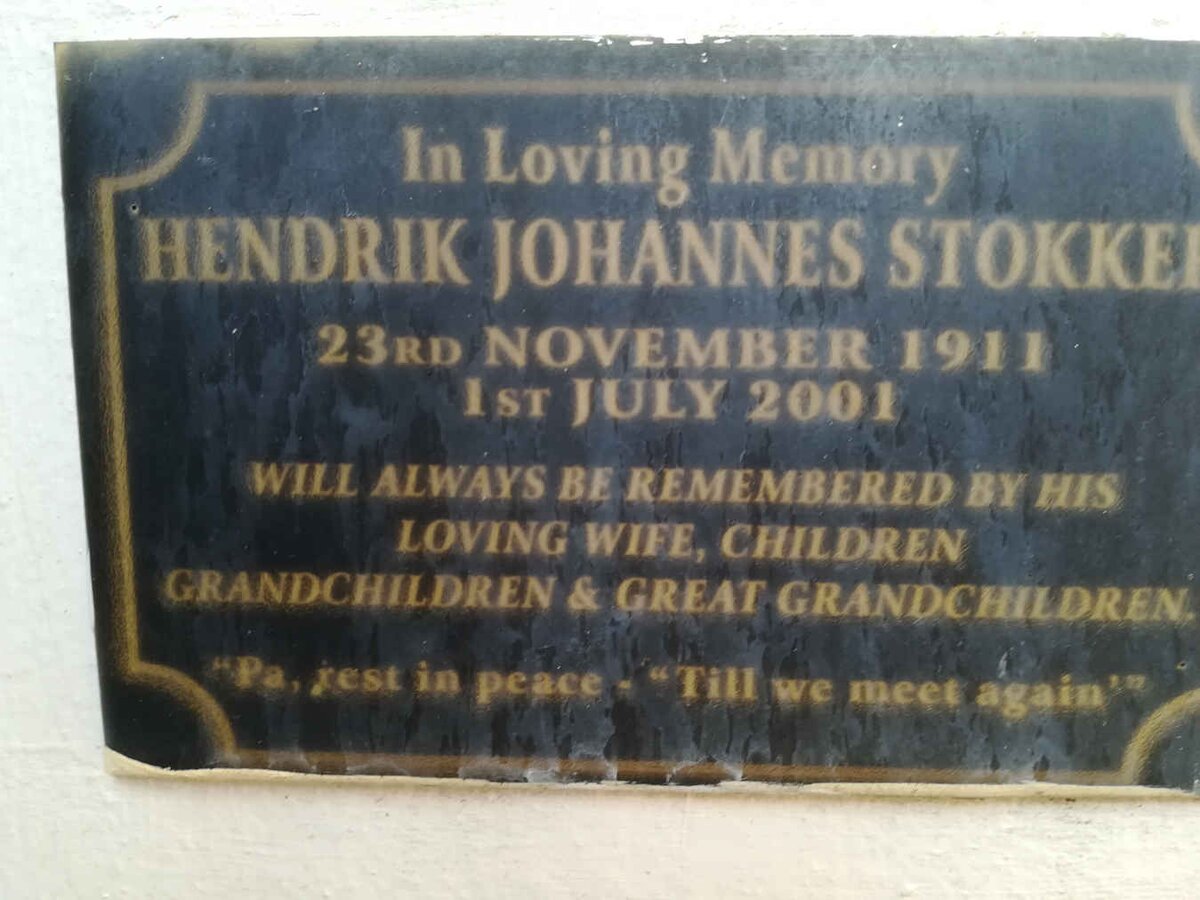 In Loving Memory
HENDRIK JOHANNES
23RD NOVEMBER 1911
1ST JULY 2001
WILL ALWAYS BE REMEMBERED BY HIS
LOVING WIFE, CHILDREN
GRANDCHILDREN & GREAT GRANDCHILDREN.
"Pa, rest in peace - "Till we meet again'"